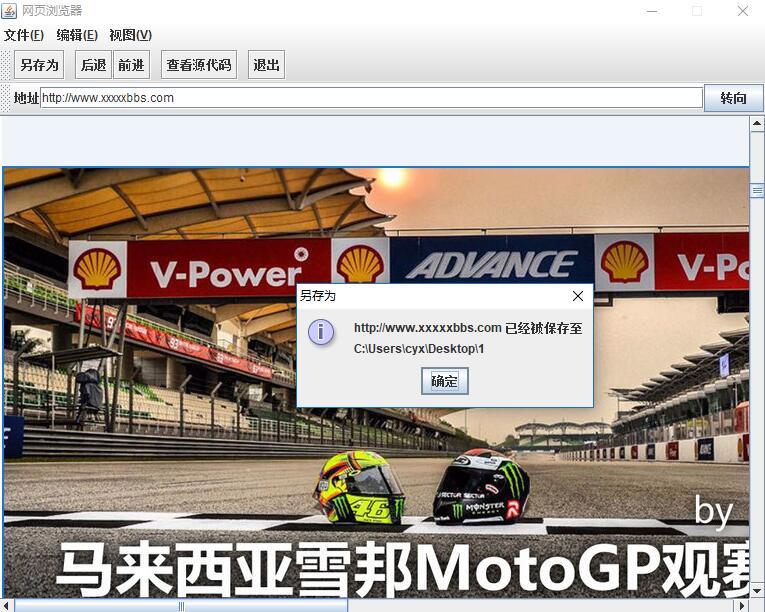 网页浏览器
文件(F) 编辑(E) 视图(V)
另存为 后退 前进 查看源代码 退出
地址 http://www.xxxxxbbs.com 转向
V-Power ADVANCE V-Po
另存为
http://www.xxxxxbbs.com 已经被保存至
C:\Users\cyx\Desktop\1
确定
ADVANCE
46
MONSTER
ENERGY
by
马来西亚雪邦MotoGP观赛